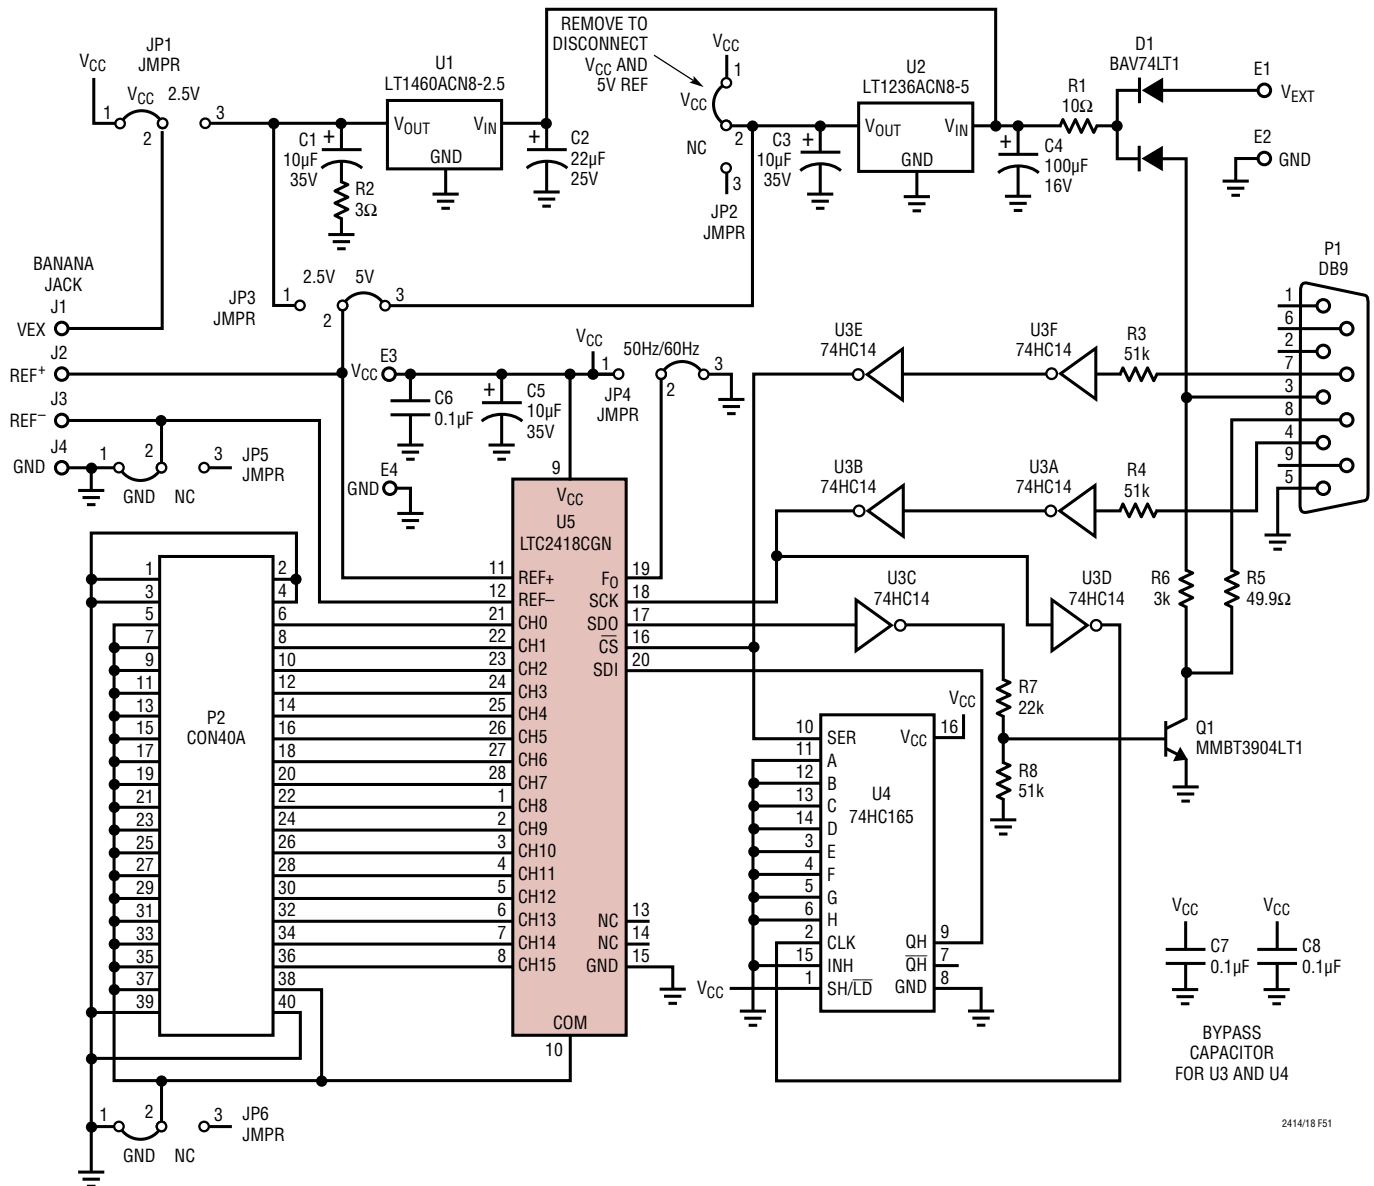 JP1
JMPR
VCC
VCC 2.5V
1
2
3
U1
LT1460ACN8-2.5
VOUT
VIN
GND
C1
10µF
35V
+
R2
3Ω
+
C2
22µF
25V
REMOVE TO
DISCONNECT
VCC AND
5V REF
VCC
1
VCC
2
NC
3
JP2
JMPR
U2
LT1236ACN8-5
VOUT
VIN
GND
C3
10µF
35V
+
+
C4
100µF
16V
R1
10Ω
D1
BAV74LT1
E1
VEXT
E2
GND
BANANA
JACK
J1
VEX
J2
REF+
J3
REF–
J4
GND
JP3
JMPR
2.5V 5V
1
2
3
VCC
E3
C6
0.1µF
+
C5
10µF
35V
VCC
1
JP4
JMPR
50Hz/60Hz
2
3
1
2
3
JP5
JMPR
GND NC
E4
GND
U3E
74HC14
U3F
74HC14
R3
51k
U3B
74HC14
U3A
74HC14
R4
51k
P1
DB9
1
6
2
7
3
8
4
9
5
9
VCC
U5
LTC2418CGN
11 REF+
12 REF–
21 CH0
22 CH1
23 CH2
24 CH3
25 CH4
26 CH5
27 CH6
28 CH7
1 CH8
2 CH9
3 CH10
4 CH11
5 CH12
6 CH13
7 CH14
8 CH15
FO 19
SCK 18
SDO 17
CS 16
SDI 20
NC 13
NC 14
GND 15
COM
10
P2
CON40A
1 2
3 4
5 6
7 8
9 10
11 12
13 14
15 16
17 18
19 20
21 22
23 24
25 26
27 28
29 30
31 32
33 34
35 36
37 38
39 40
U3C
74HC14
U3D
74HC14
R6
3k
R5
49.9Ω
R7
22k
R8
51k
Q1
MMBT3904LT1
U4
74HC165
10 SER
11 A
12 B
13 C
14 D
3 E
4 F
5 G
6 H
2 CLK
15 INH
1 SH/LD
VCC
VCC
VCC 16
QH 9
QH 7
GND 8
VCC
C7
0.1µF
VCC
C8
0.1µF
BYPASS
CAPACITOR
FOR U3 AND U4
1
2
3
JP6
JMPR
GND NC
2414/18 F51